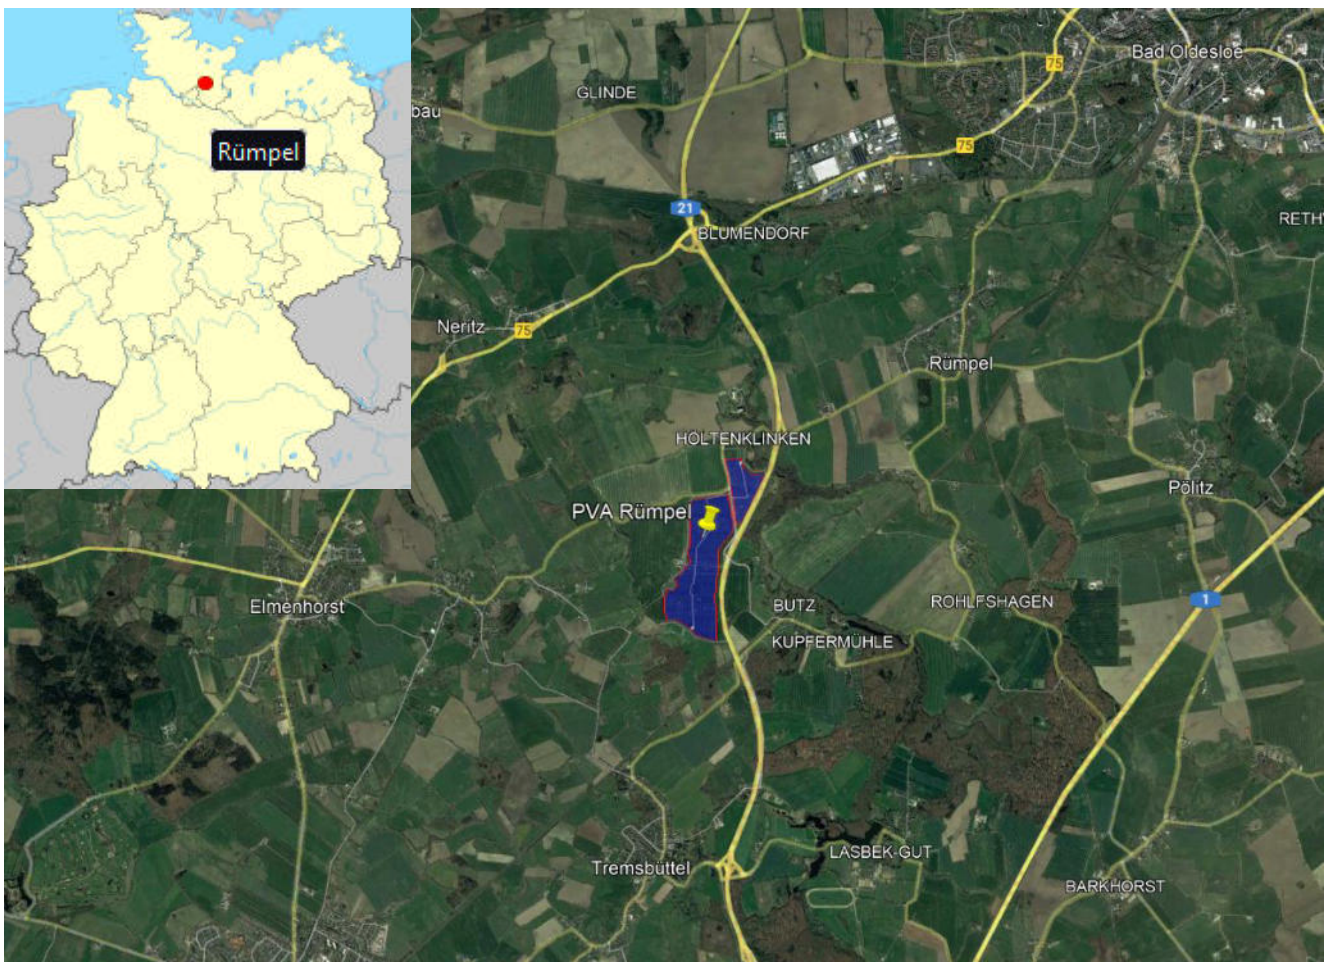 Rümpel
bau
GLINDE
75
Bad Oldesloe
75
21
BLUMENDORF
RETH
Neritz
75
Rümpel
HÖLTENKLINKEN
PVA Rümpel
Pölitz
Elmenhorst
BUTZ
ROHLFSHAGEN
1
KUPFERMÜHLE
LASBEK-GUT
Tremsbüttel
BARKHORST